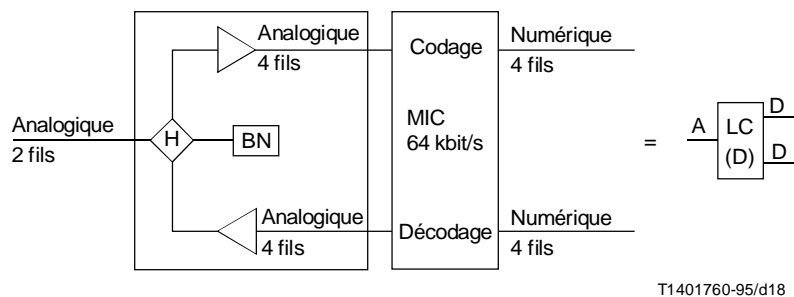 Analogique
4 fils
Codage
Numérique
4 fils
Analogique
2 fils
H
BN
MIC
64 kbit/s
=
A
LC
(D)
D
D
Analogique
4 fils
Décodage
Numérique
4 fils
T1401760-95/d18